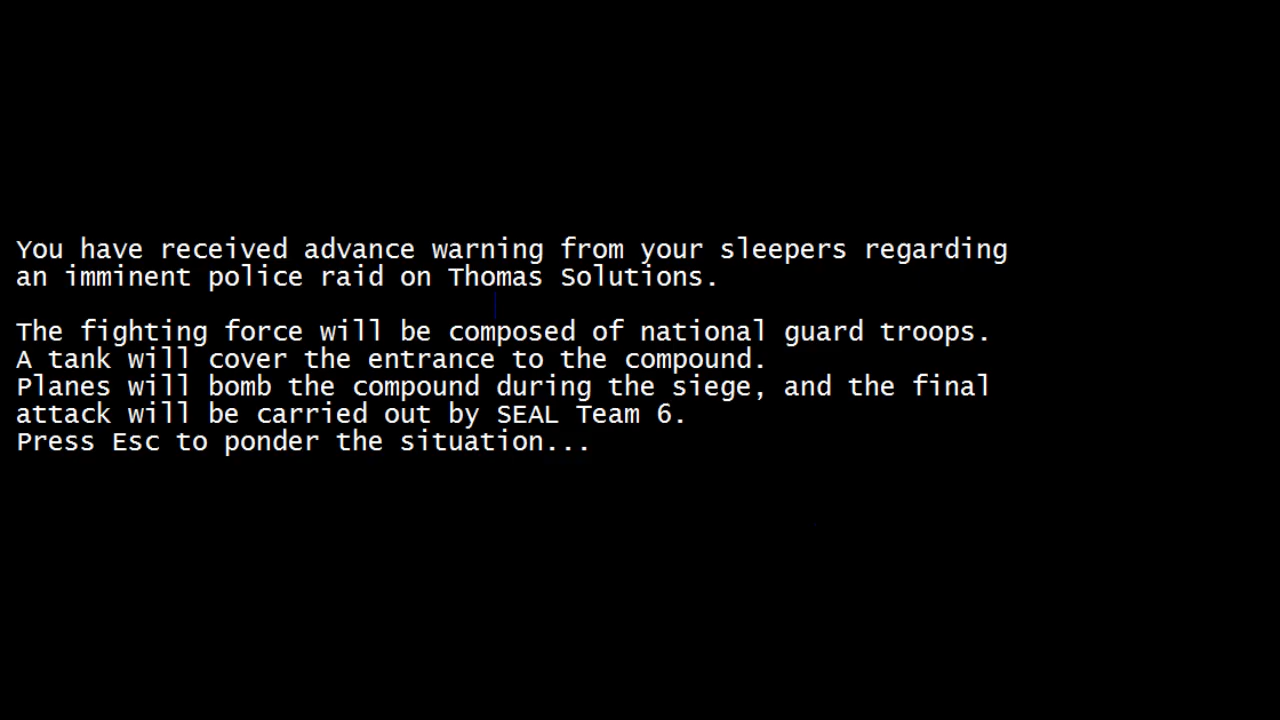 You have received advance warning from your sleepers regarding
an imminent police raid on Thomas Solutions.
The fighting force will be composed of national guard troops.
A tank will cover the entrance to the compound.
Planes will bomb the compound during the siege, and the final
attack will be carried out by SEAL Team 6.
Press Esc to ponder the situation...